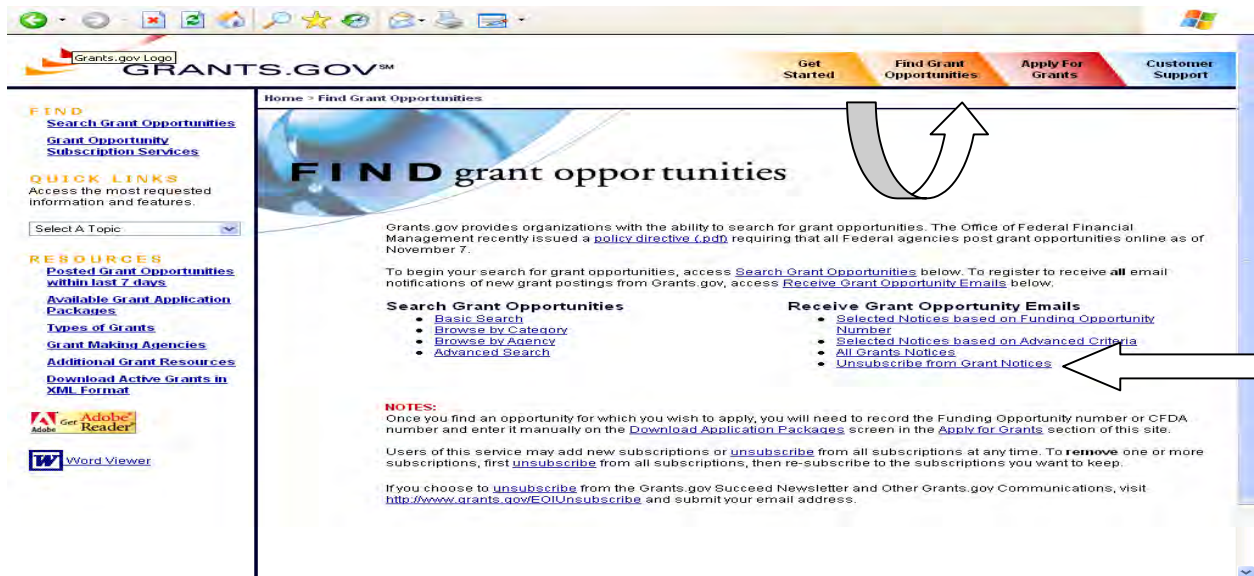 Grants.gov Logo
GRANTS.GOV℠
Get Started
Find Grant Opportunities
Apply For Grants
Customer Support
Home > Find Grant Opportunities
FIND
Search Grant Opportunities
Grant Opportunity
Subscription Services
QUICK LINKS
Access the most requested
information and features.
Select A Topic
RESOURCES
Posted Grant Opportunities
within last 7 days
Available Grant Application
Packages
Types of Grants
Grant Making Agencies
Additional Grant Resources
Download Active Grants in
XML Format
Adobe
Get Adobe®
Reader®
W Word Viewer
FIND grant opportunities
Grants.gov provides organizations with the ability to search for grant opportunities. The Office of Federal Financial
Management recently issued a policy directive (.pdf) requiring that all Federal agencies post grant opportunities online as of
November 7.
To begin your search for grant opportunities, access Search Grant Opportunities below. To register to receive all email
notifications of new grant postings from Grants.gov, access Receive Grant Opportunity Emails below.
Search Grant Opportunities
• Basic Search
• Browse by Category
• Browse by Agency
• Advanced Search
Receive Grant Opportunity Emails
• Selected Notices based on Funding Opportunity
Number
• Selected Notices based on Advanced Criteria
• All Grants Notices
• Unsubscribe from Grant Notices
NOTES:
Once you find an opportunity for which you wish to apply, you will need to record the Funding Opportunity number or CFDA
number and enter it manually on the Download Application Packages screen in the Apply for Grants section of this site.
Users of this service may add new subscriptions or unsubscribe from all subscriptions at any time. To remove one or more
subscriptions, first unsubscribe from all subscriptions, then re-subscribe to the subscriptions you want to keep.
If you choose to unsubscribe from the Grants.gov Succeed Newsletter and Other Grants.gov Communications, visit
http://www.grants.gov/EOIUnsubscribe and submit your email address.